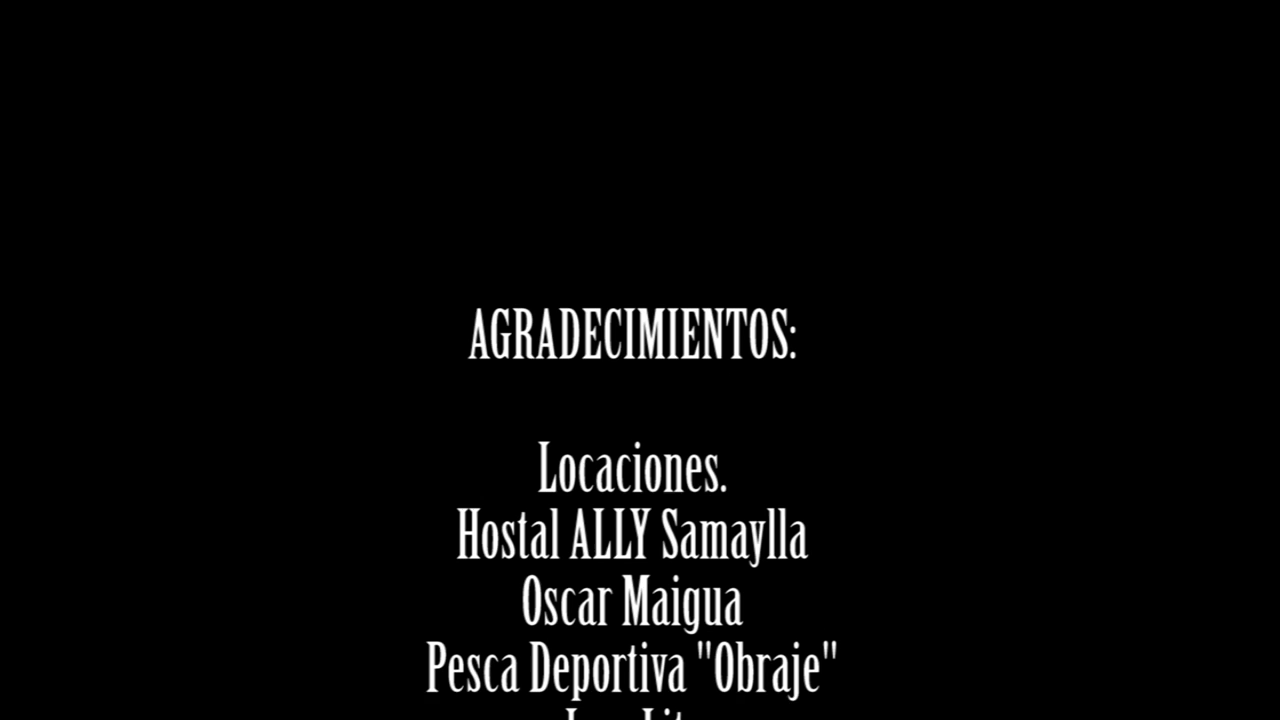 AGRADECIMIENTOS:
Locaciones.
Hostal ALLY Samaylla
Oscar Maigua
Pesca Deportiva "Obraje"